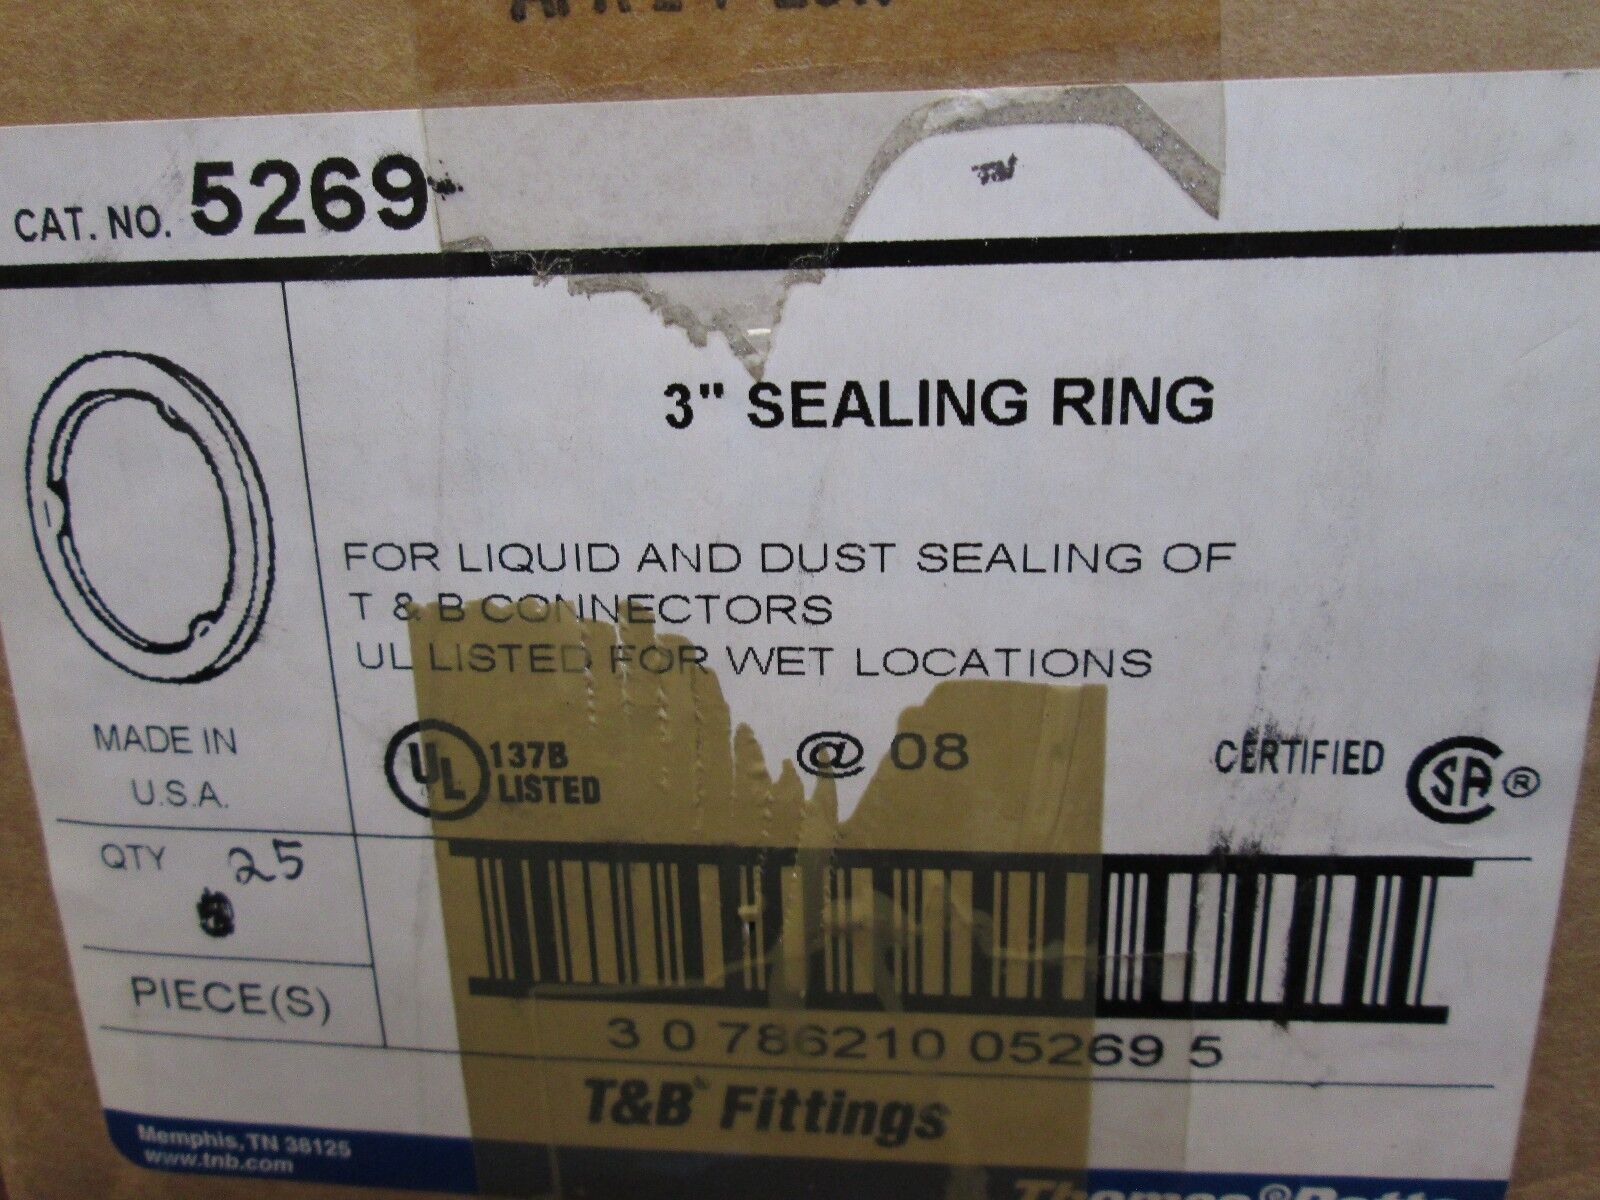 CAT. NO. 5269
3" SEALING RING
FOR LIQUID AND DUST SEALING OF
T & B CONNECTORS
UL LISTED FOR WET LOCATIONS
MADE IN
U.S.A.
UL 137B
LISTED
@ 08
CERTIFIED SA ®
QTY 25
PIECE(S)
3 0 786210 05269 5
T&B Fittings
Memphis, TN 38125
www.tnb.com